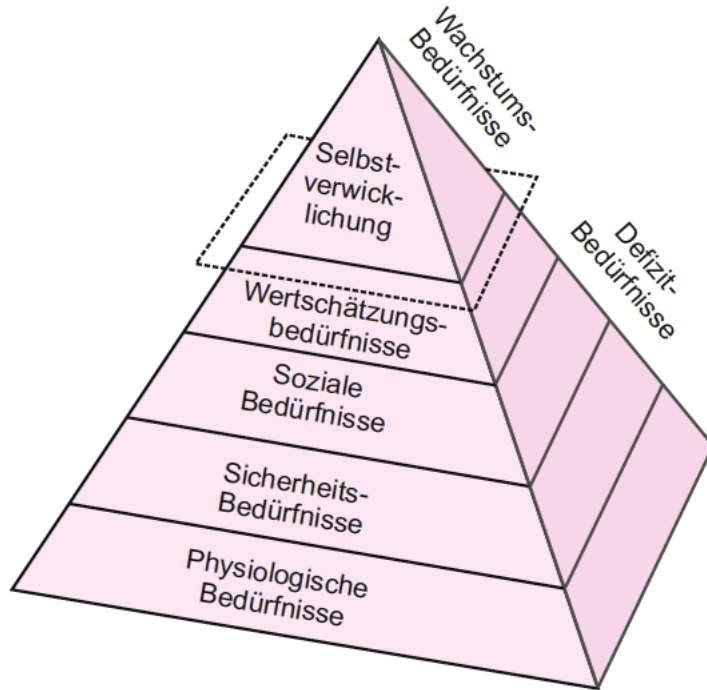 Wachstums-
Bedürfnisse
Defizit-
Bedürfnisse
Selbst-
verwick-
lichung
Wertschätzungs-
bedürfnisse
Soziale
Bedürfnisse
Sicherheits-
Bedürfnisse
Physiologische
Bedürfnisse